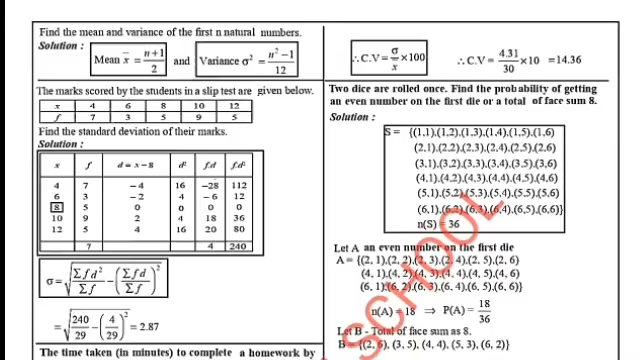 Find the mean and variance of the first n natural numbers.
Solution :
Mean x̄ = n+1/2 and Variance σ² = n²−1/12
The marks scored by the students in a slip test are given below.
x 4 6 8 10 12
f 7 3 5 9 5
Find the standard deviation of their marks.
Solution :
x f d = x − 8 d² fd fd²
4 7 −4 16 −28 112
6 3 −2 4 −6 12
8 5 0 0 0 0
10 9 2 4 18 36
12 5 4 16 20 80
7 4 240
σ = √(Σfd²/Σf − (Σfd/Σf)²)
= √(240/29 − (4/29)²) = 2.87
The time taken (in minutes) to complete a homework by
∴ C.V = σ/x × 100 ∴ C.V = 4.31/30 × 10 = 14.36
Two dice are rolled once. Find the probability of getting
an even number on the first die or a total of face sum 8.
Solution :
S = {(1,1),(1,2),(1,3),(1,4),(1,5),(1,6)
(2,1),(2,2),(2,3),(2,4),(2,5),(2,6)
(3,1),(3,2),(3,3),(3,4),(3,5),(3,6)
(4,1),(4,2),(4,3),(4,4),(4,5),(4,6)
(5,1),(5,2),(5,3),(5,4),(5,5),(5,6)
(6,1),(6,2),(6,3),(6,4),(6,5),(6,6)}
n(S) = 36
Let A an even number on the first die
A = {(2, 1), (2, 2), (2, 3), (2, 4), (2, 5), (2, 6)
(4, 1), (4, 2), (4, 3), (4, 4), (4, 5), (4, 6)
(6, 1), (6, 2), (6, 3), (6, 4), (6, 5), (6, 6)}
n(A) = 18 ⇒ P(A) = 18/36
Let B - Total of face sum as 8.
B = {(2, 6), (3, 5), (4, 4), (5, 3), (6, 2)}
SCHOOL